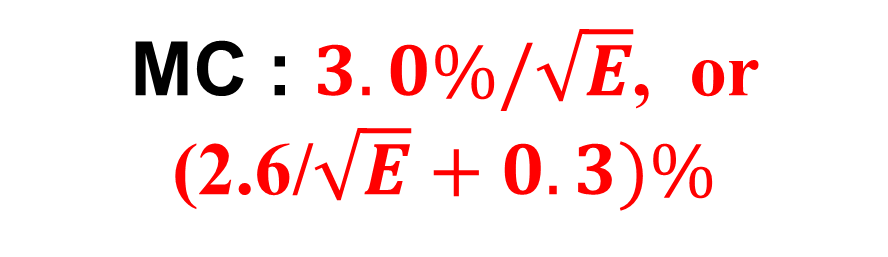 MC : 3.0%/√E, or
(2.6/√E + 0.3)%